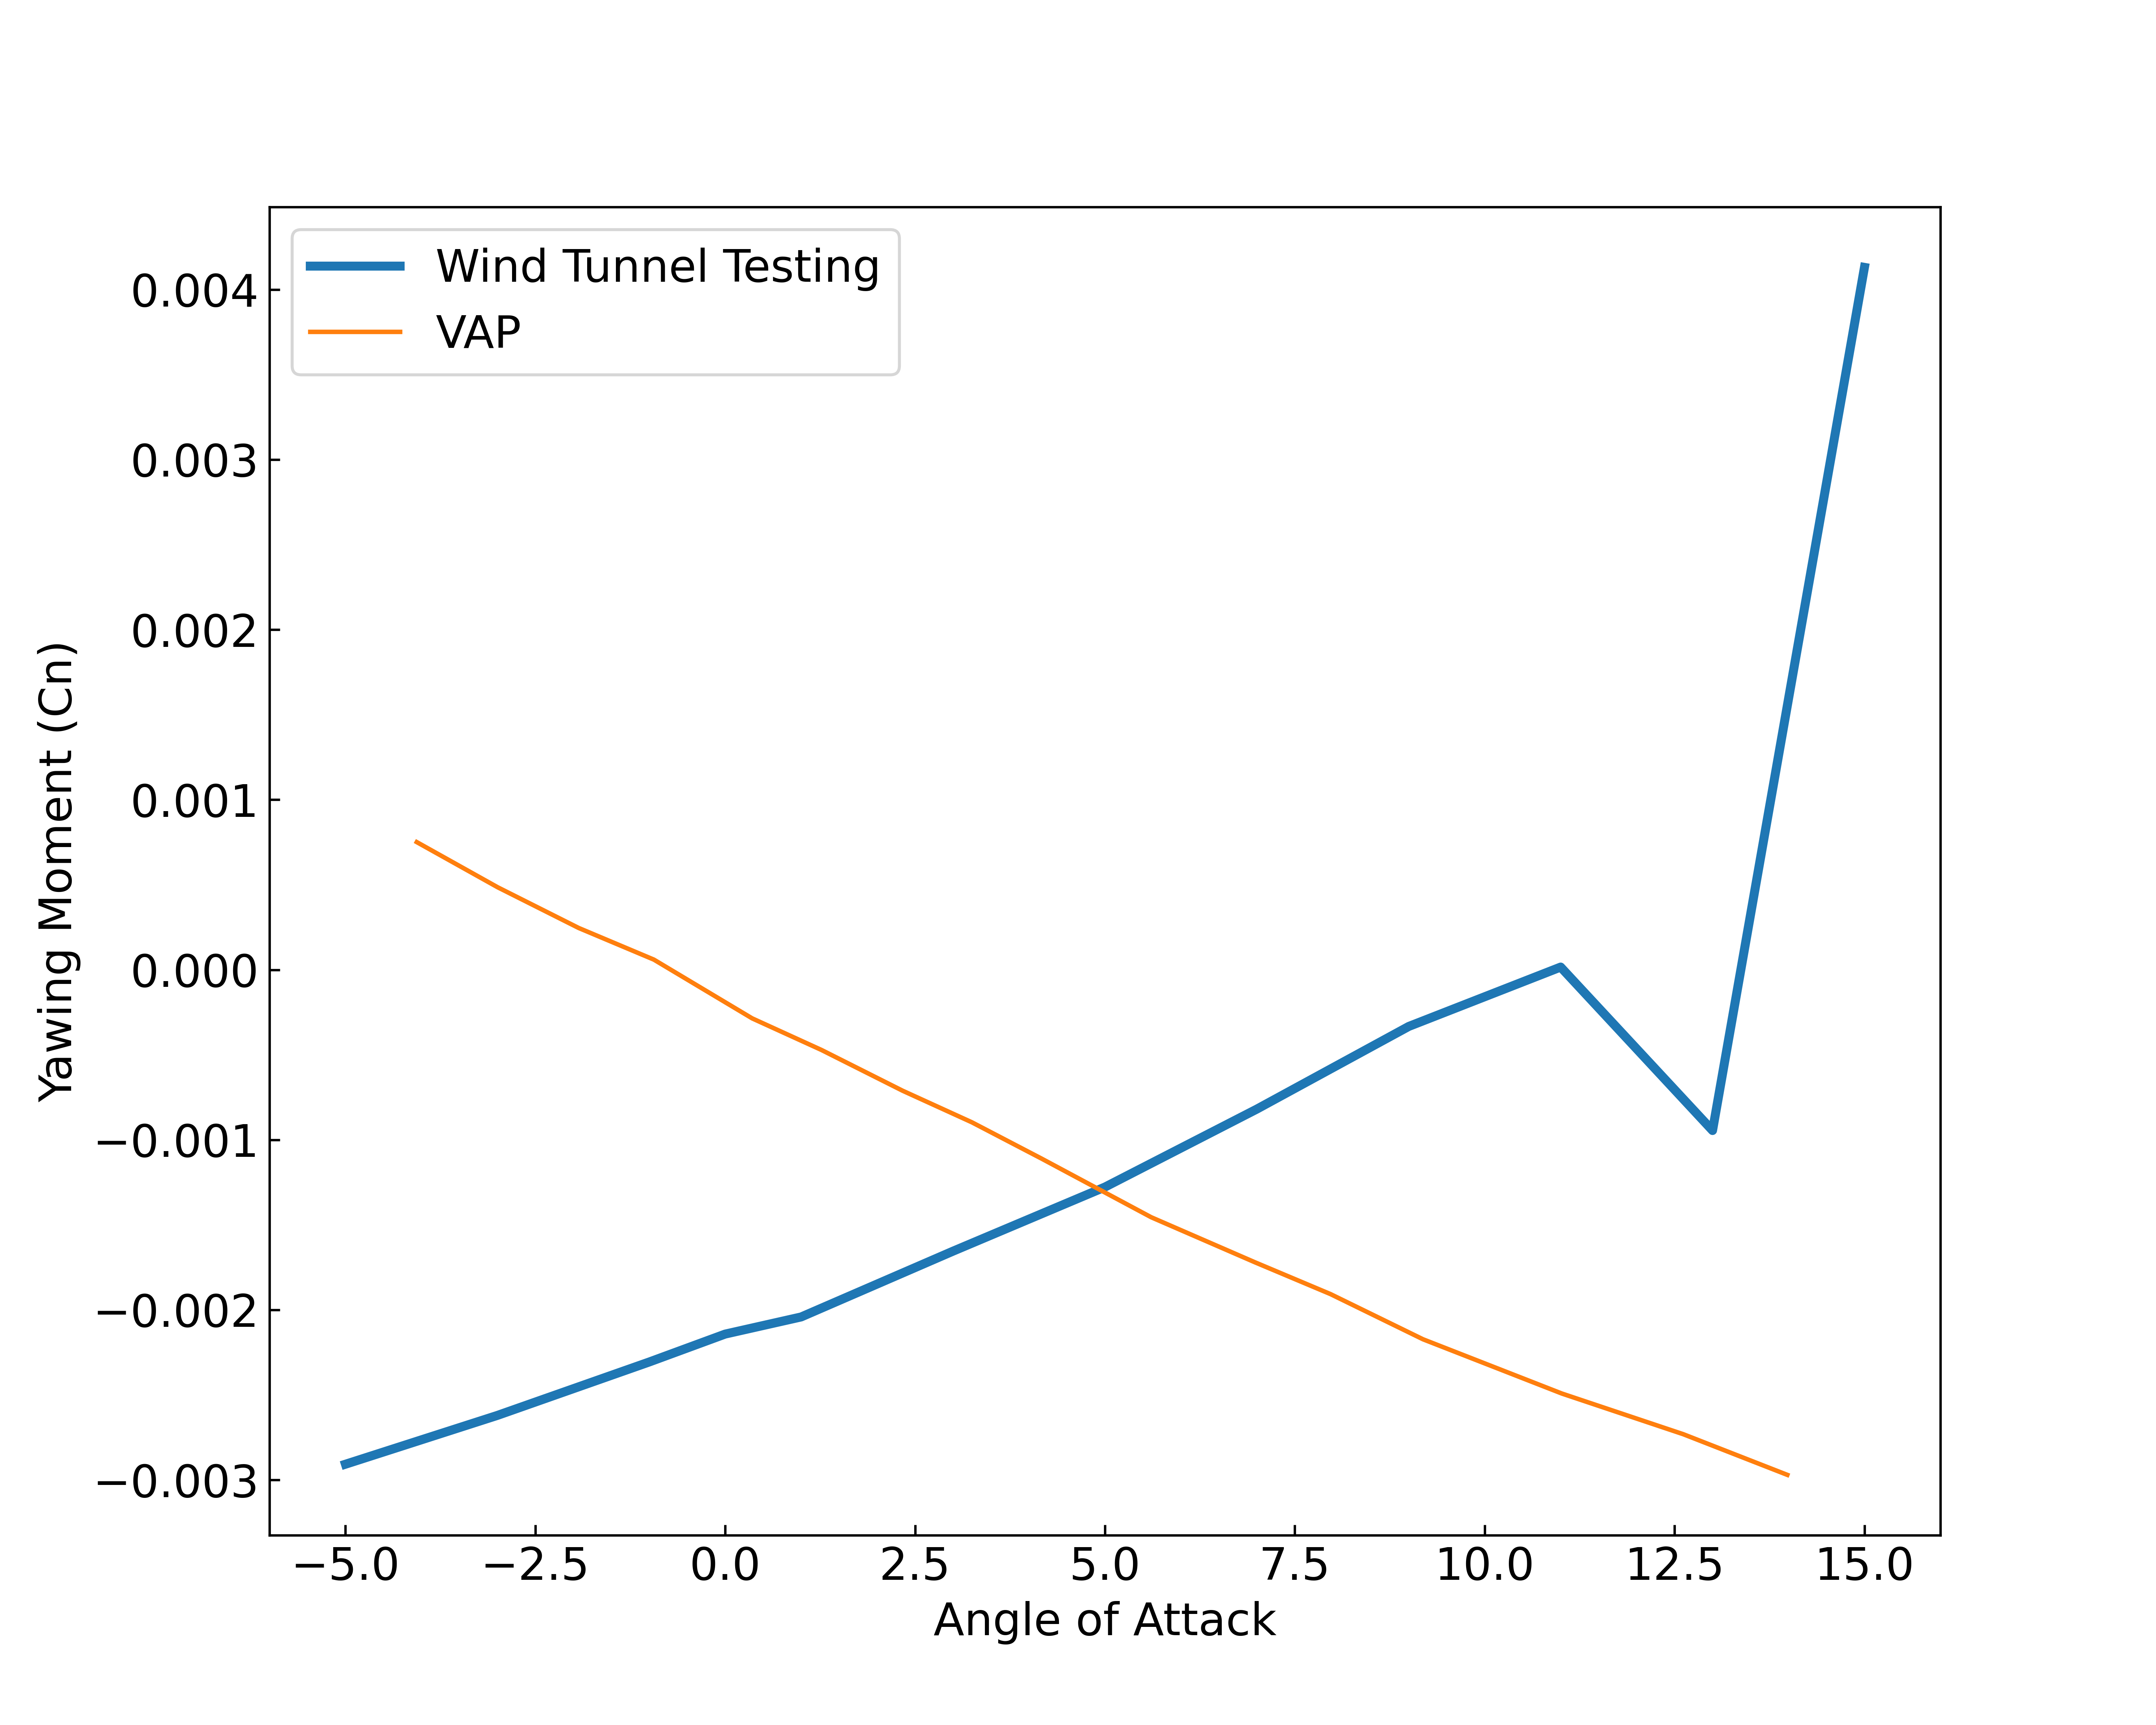 Wind Tunnel Testing
VAP
0.004
0.003
0.002
0.001
0.000
−0.001
−0.002
−0.003
Yawing Moment (Cn)
−5.0 −2.5 0.0 2.5 5.0 7.5 10.0 12.5 15.0
Angle of Attack